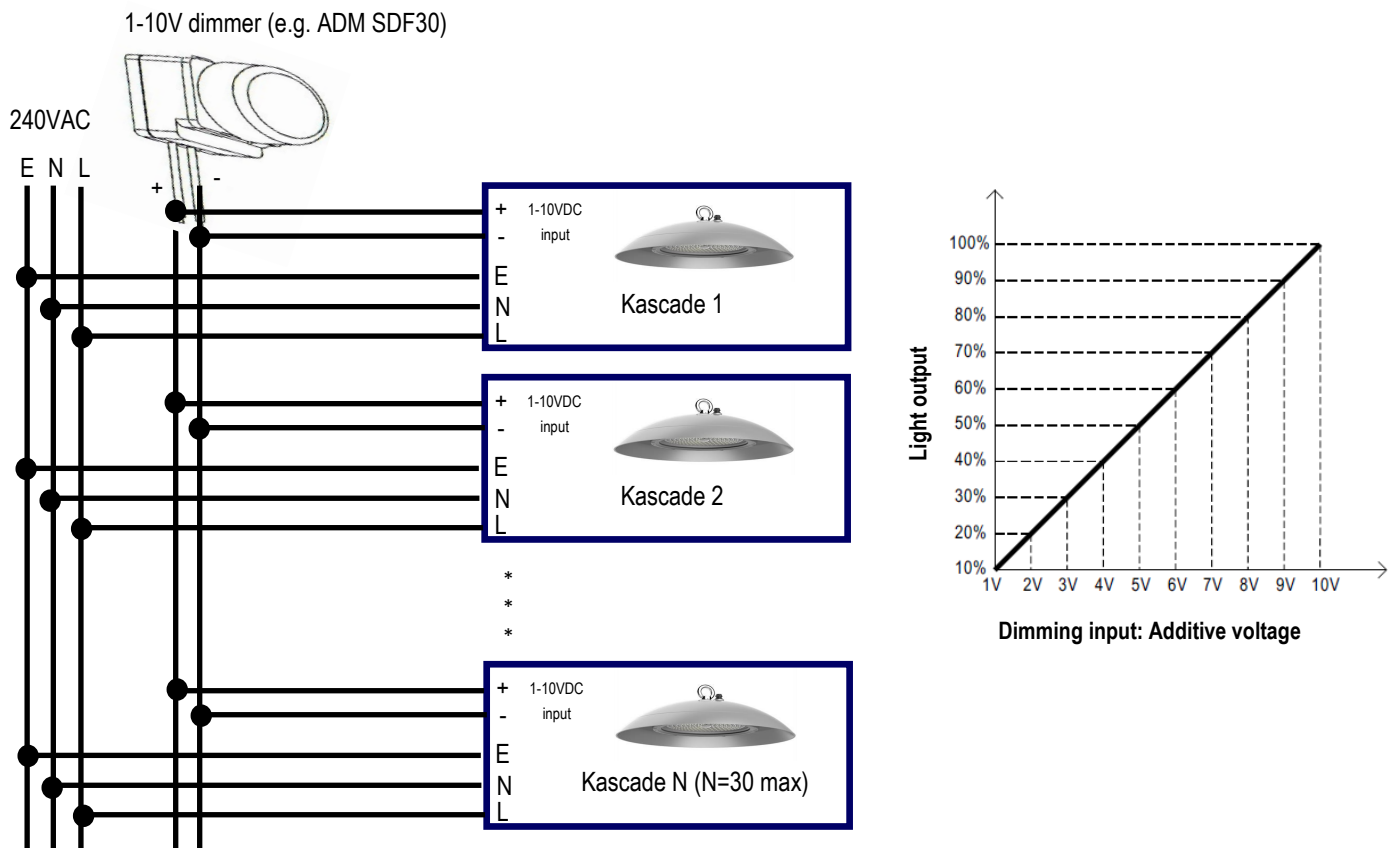 1-10V dimmer (e.g. ADM SDF30)
240VAC
E N L
+ -
+ 1-10VDC
- input
E
N
L
Kascade 1
+ 1-10VDC
- input
E
N
L
Kascade 2
*
*
*
+ 1-10VDC
- input
E
N
L
Kascade N (N=30 max)
Light output
100%
90%
80%
70%
60%
50%
40%
30%
20%
10%
1V 2V 3V 4V 5V 6V 7V 8V 9V 10V
Dimming input: Additive voltage